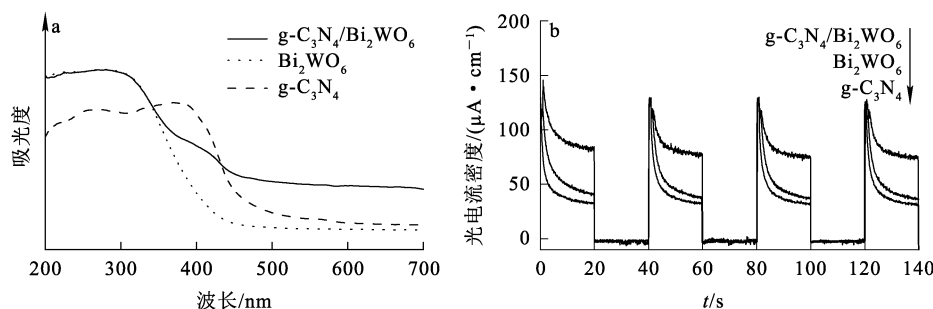 a
g-C₃N₄/Bi₂WO₆
Bi₂WO₆
g-C₃N₄
吸光度
200 300 400 500 600 700
波长/nm
b
g-C₃N₄/Bi₂WO₆
Bi₂WO₆
g-C₃N₄
光电流密度/(μA·cm⁻¹)
200
150
100
50
0
0 20 40 60 80 100 120 140
t/s